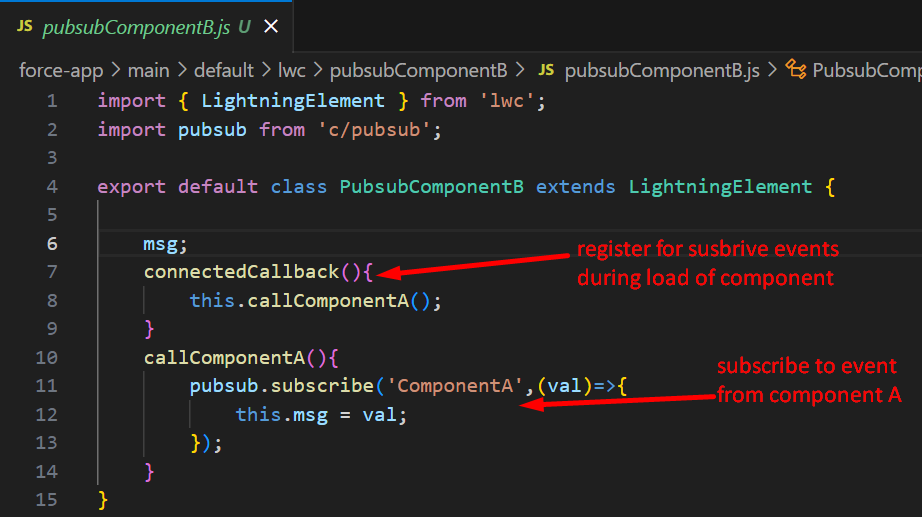 JS pubsubComponentB.js U ×
force-app > main > default > lwc > pubsubComponentB > JS pubsubComponentB.js > PubsubComp
1 import { LightningElement } from 'lwc';
2 import pubsub from 'c/pubsub';
3
4 export default class PubsubComponentB extends LightningElement {
5
6 msg;
7 connectedCallback(){
register for susbrive events
during load of component
8 this.callComponentA();
9 }
10 callComponentA(){
11 pubsub.subscribe('ComponentA',(val)=>{
subscribe to event
from component A
12 this.msg = val;
13 });
14 }
15 }